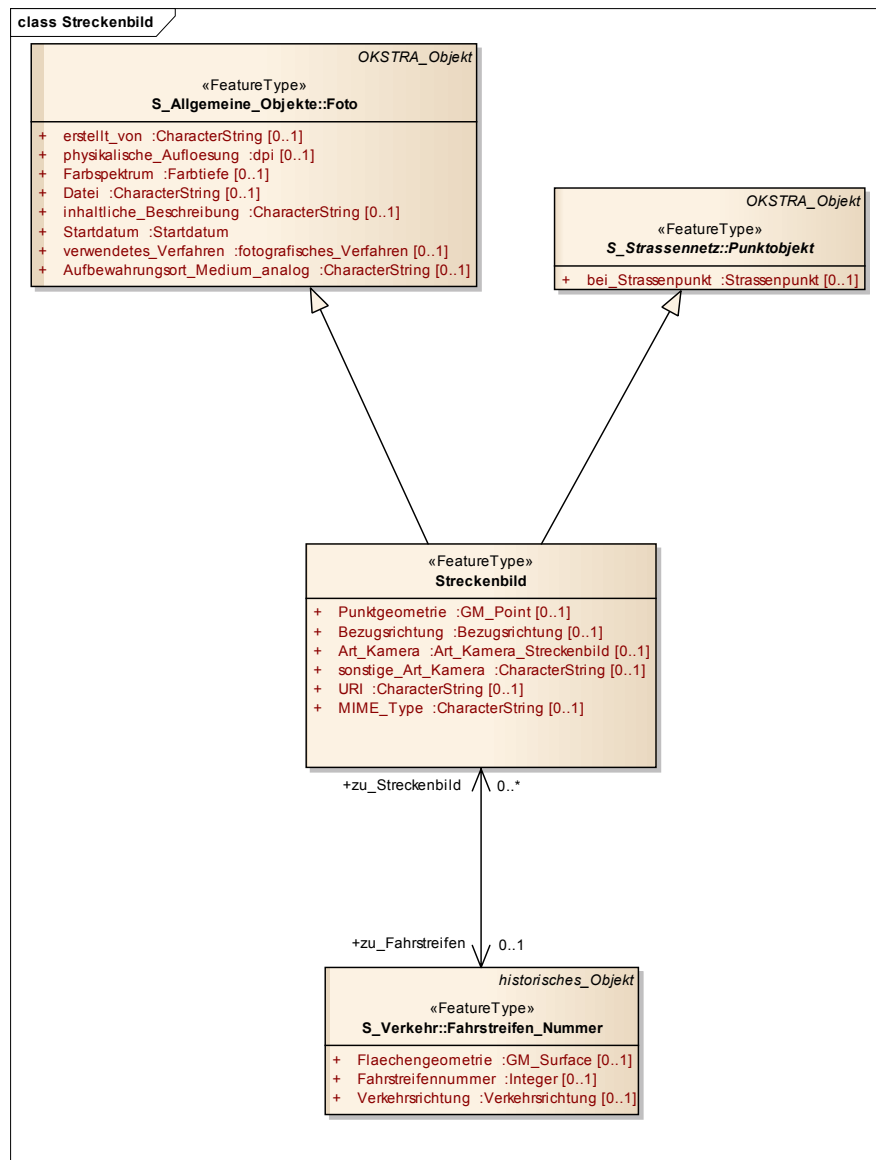 class Streckenbild
OKSTRA_Objekt
«FeatureType»
S_Allgemeine_Objekte::Foto
+ erstellt_von :CharacterString [0..1]
+ physikalische_Aufloesung :dpi [0..1]
+ Farbspektrum :Farbtiefe [0..1]
+ Datei :CharacterString [0..1]
+ inhaltliche_Beschreibung :CharacterString [0..1]
+ Startdatum :Startdatum
+ verwendetes_Verfahren :fotografisches_Verfahren [0..1]
+ Aufbewahrungsort_Medium_analog :CharacterString [0..1]
OKSTRA_Objekt
«FeatureType»
S_Strassennetz::Punktobjekt
+ bei_Strassenpunkt :Strassenpunkt [0..1]
«FeatureType»
Streckenbild
+ Punktgeometrie :GM_Point [0..1]
+ Bezugsrichtung :Bezugsrichtung [0..1]
+ Art_Kamera :Art_Kamera_Streckenbild [0..1]
+ sonstige_Art_Kamera :CharacterString [0..1]
+ URI :CharacterString [0..1]
+ MIME_Type :CharacterString [0..1]
+zu_Streckenbild 0..*
+zu_Fahrstreifen 0..1
historisches_Objekt
«FeatureType»
S_Verkehr::Fahrstreifen_Nummer
+ Flaechengeometrie :GM_Surface [0..1]
+ Fahrstreifennummer :Integer [0..1]
+ Verkehrsrichtung :Verkehrsrichtung [0..1]